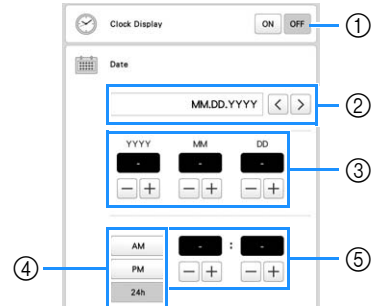 Clock Display ON OFF ①
Date
MM.DD.YYYY < > ②
YYYY MM DD
- - - ③
− + − + − +
AM - : - ⑤
④ PM − + − +
24h